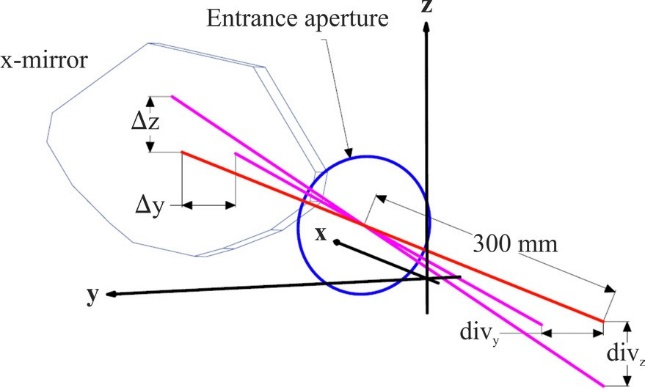 Entrance aperture
z
x-mirror
Δz
Δy
x
300 mm
y
div_y
div_z